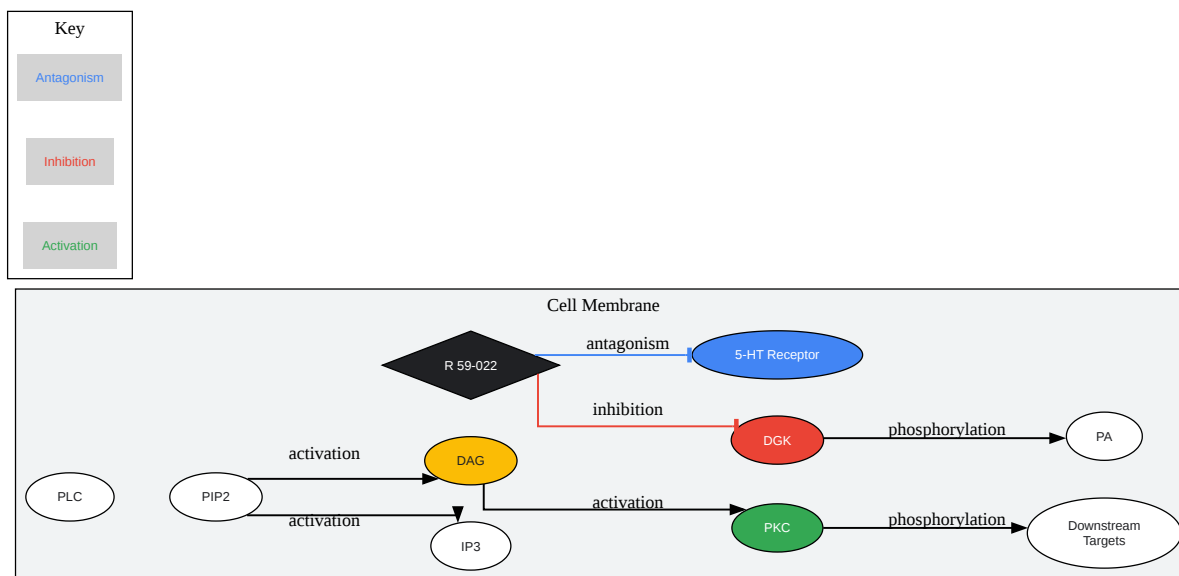 Key
Antagonism
Inhibition
Activation
Cell Membrane
R 59-022
antagonism
5-HT Receptor
inhibition
DGK
phosphorylation
PA
activation
DAG
PLC
PIP2
activation
IP3
activation
PKC
phosphorylation
Downstream
Targets